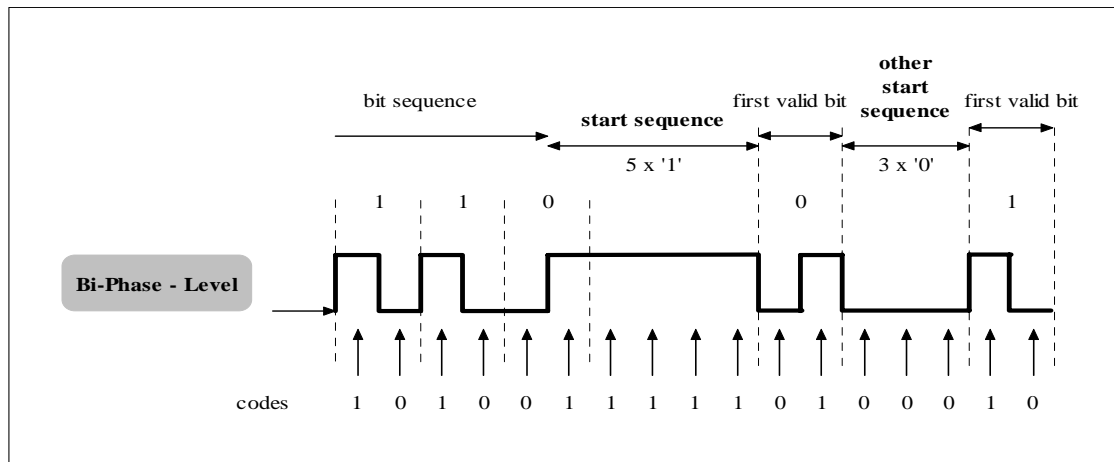 other
start
sequence
bit sequence
first valid bit
first valid bit
start sequence
5 x '1'
3 x '0'
1 1 0 0 1
Bi-Phase - Level
codes 1 0 1 0 0 1 1 1 1 1 0 1 0 0 0 1 0